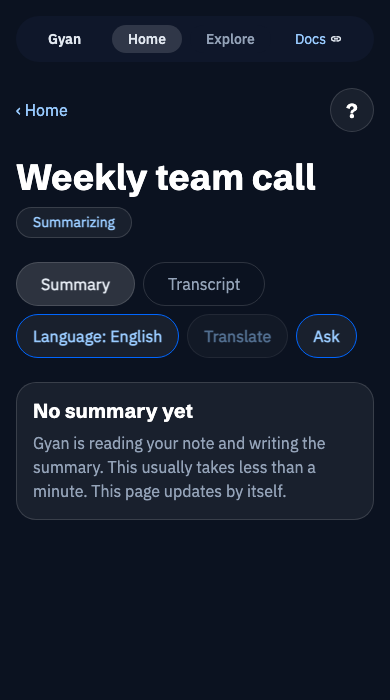 Gyan Home Explore Docs
‹ Home
?
Weekly team call
Summarizing
Summary Transcript
Language: English Translate Ask
No summary yet
Gyan is reading your note and writing the
summary. This usually takes less than a
minute. This page updates by itself.